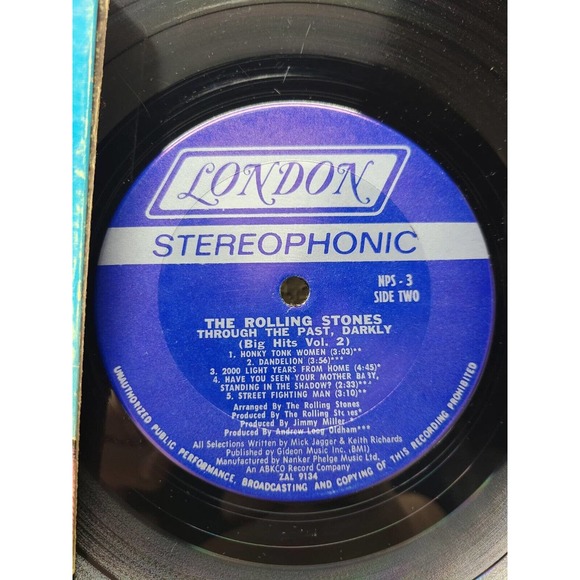 LONDON
STEREOPHONIC
NPS - 3
SIDE TWO
THE ROLLING STONES
THROUGH THE PAST, DARKLY
(Big Hits Vol. 2)
1. HONKY TONK WOMEN (3:03)**
2. DANDELION (3:56)***
3. 2000 LIGHT YEARS FROM HOME (4:45)*
4. HAVE YOU SEEN YOUR MOTHER BABY,
STANDING IN THE SHADOW? (2:33)***
5. STREET FIGHTING MAN (3:10)**
Arranged By The Rolling Stones
Produced By The Rolling Stones*
Produced By Jimmy Miller **
Produced By Andrew Loog Oldham***
All Selections Written by Mick Jagger & Keith Richards
Published by Gideon Music Inc. (BMI)
Manufactured by Nanker Phelge Music Ltd.
An ABKCO Record Company
ZAL 9134
UNAUTHORIZED PUBLIC PERFORMANCE, BROADCASTING AND COPYING OF THIS RECORDING PROHIBITED